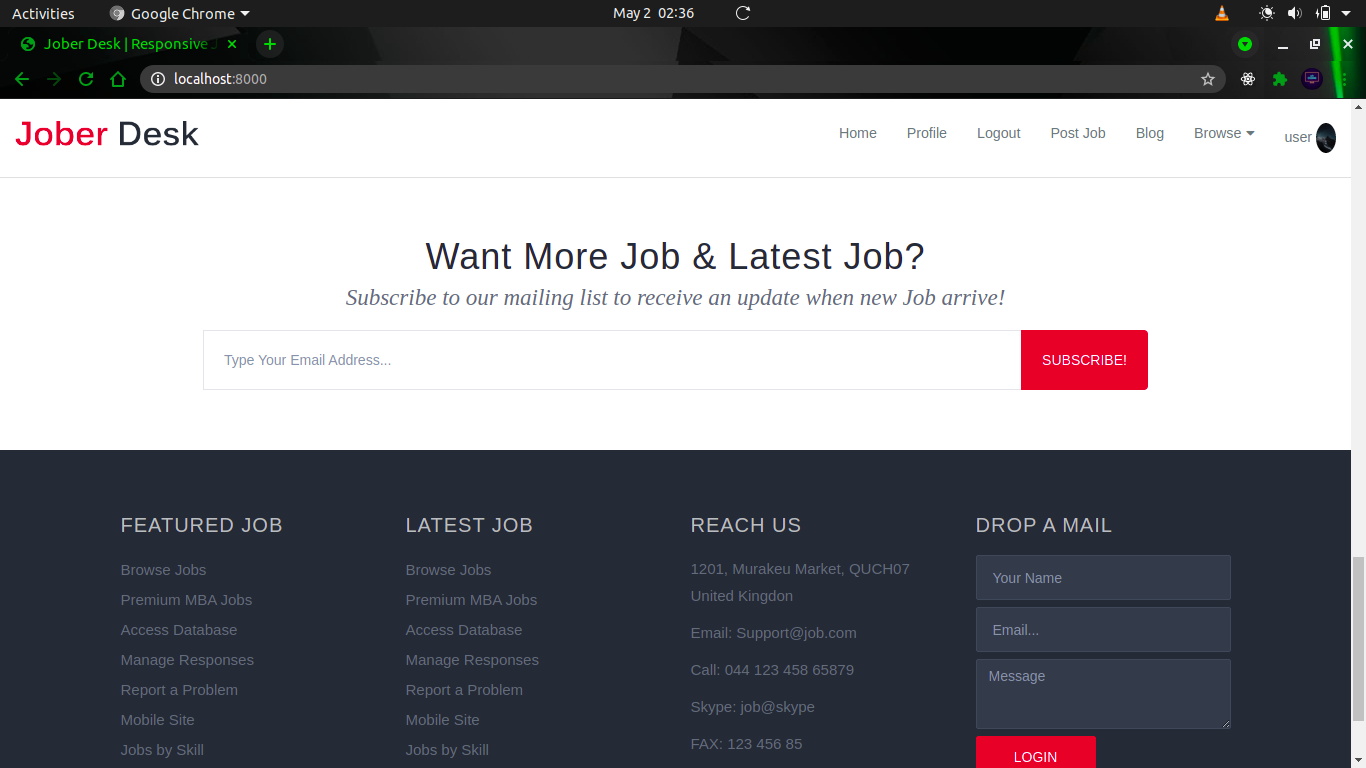 Activities Google Chrome May 2 02:36
Jober Desk | Responsive
localhost:8000
Jober Desk Home Profile Logout Post Job Blog Browse user
Want More Job & Latest Job?
Subscribe to our mailing list to receive an update when new Job arrive!
Type Your Email Address... SUBSCRIBE!
FEATURED JOB
Browse Jobs
Premium MBA Jobs
Access Database
Manage Responses
Report a Problem
Mobile Site
Jobs by Skill
LATEST JOB
Browse Jobs
Premium MBA Jobs
Access Database
Manage Responses
Report a Problem
Mobile Site
Jobs by Skill
REACH US
1201, Murakeu Market, QUCH07
United Kingdon
Email: Support@job.com
Call: 044 123 458 65879
Skype: job@skype
FAX: 123 456 85
DROP A MAIL
Your Name
Email...
Message
LOGIN